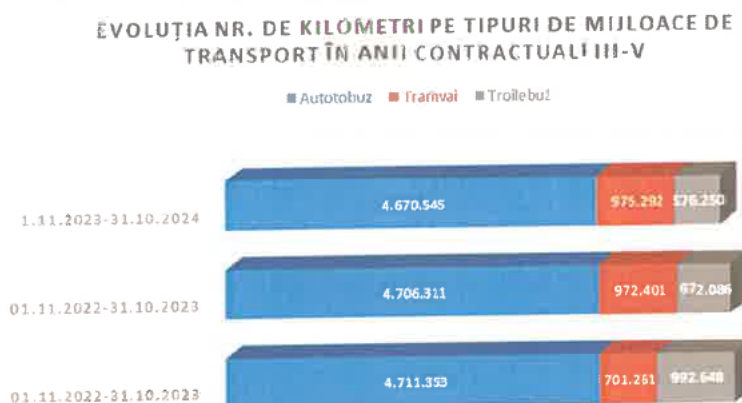 EVOLUȚIA NR. DE KILOMETRI PE TIPURI DE MIJLOACE DE
TRANSPORT ÎN ANII CONTRACTUALI III-V
Autotobuz Tramvai Troilebuz
1.11.2023-31.10.2024 4.670.545 975.292 576.250
01.11.2022-31.10.2023 4.706.311 972.401 672.086
01.11.2022-31.10.2023 4.711.353 701.261 992.648